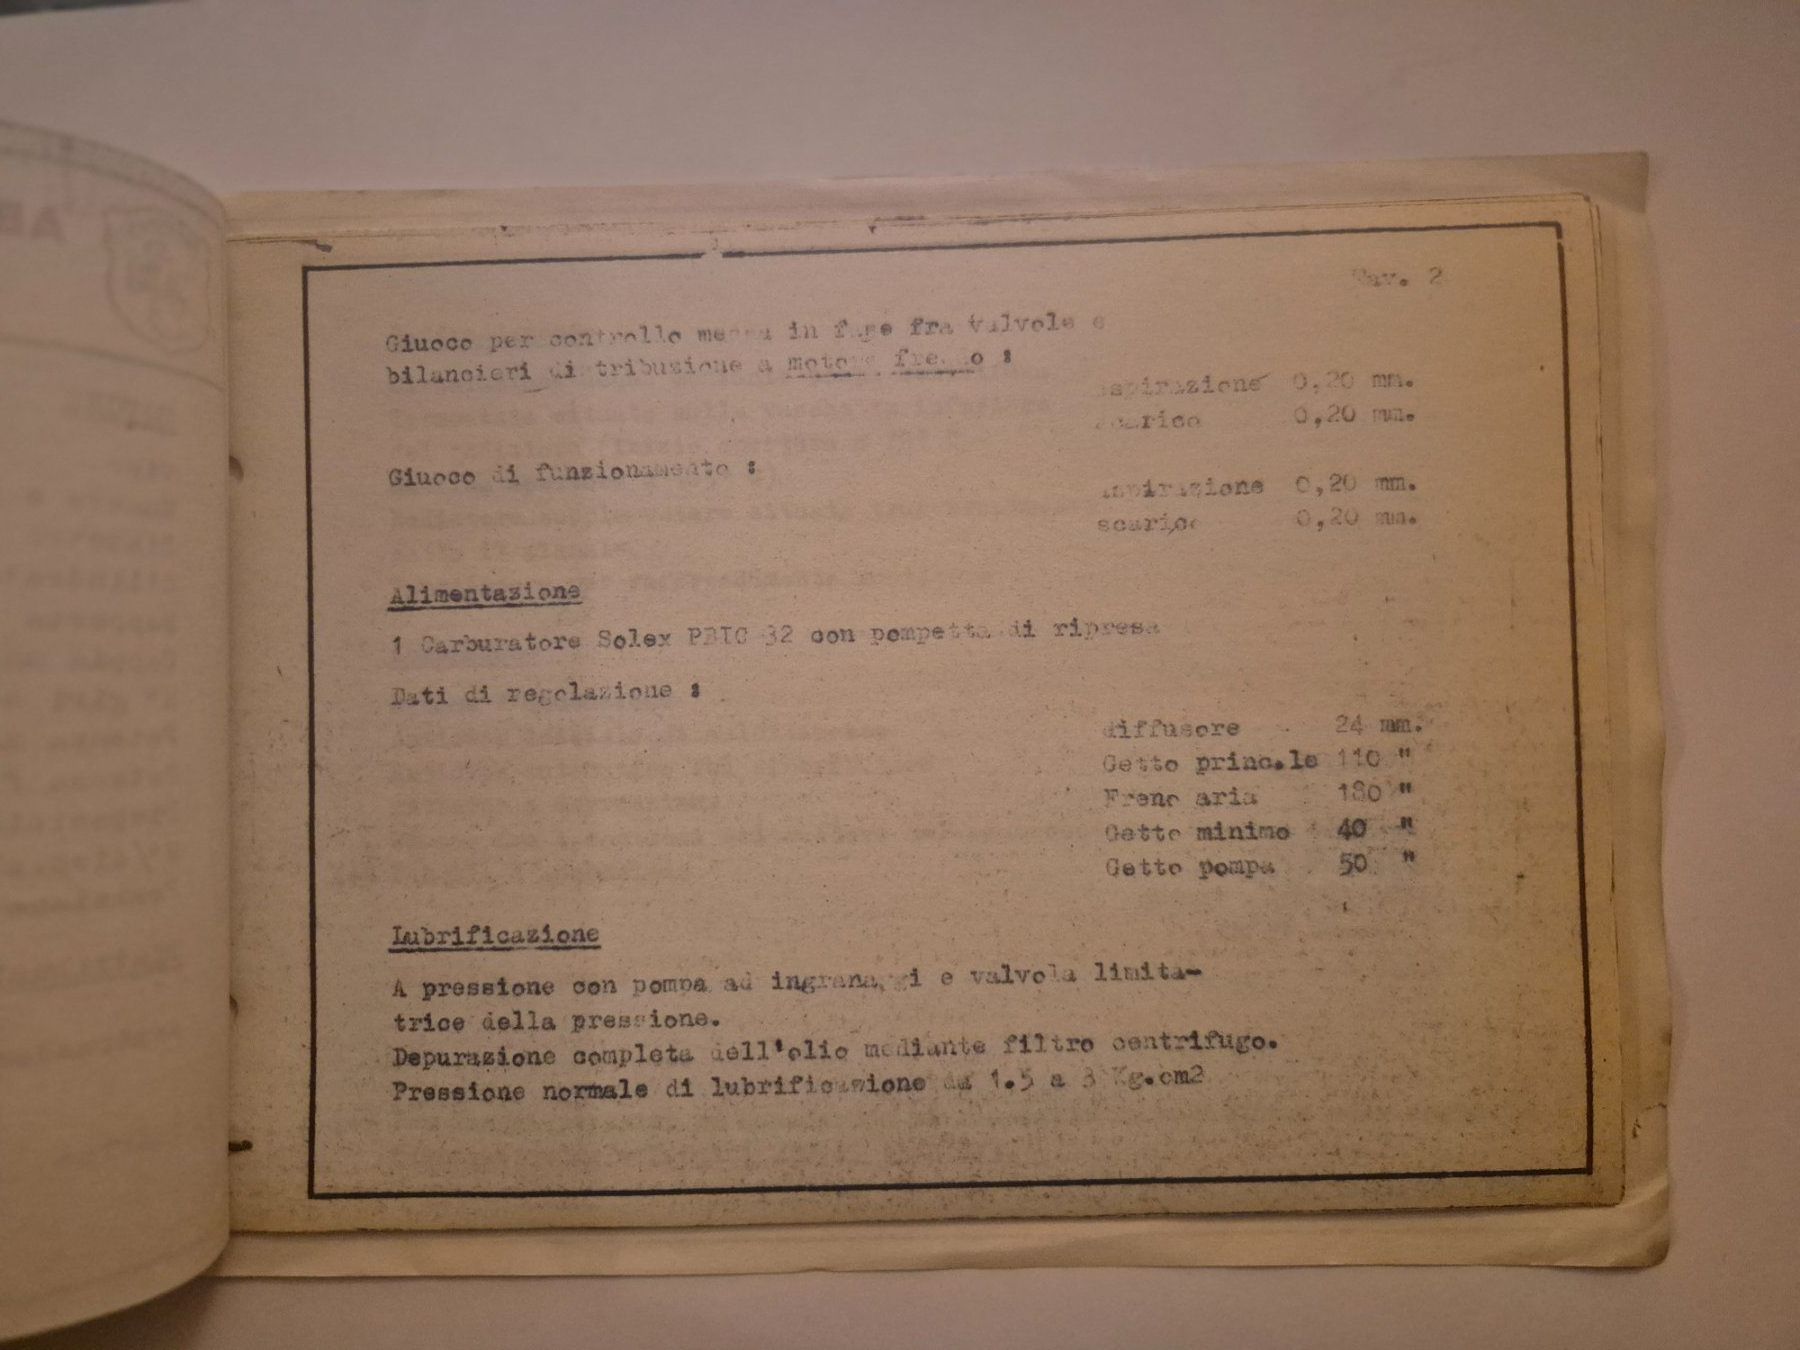 Tav. 2
Giuoco per controllo messa in fase fra valvole e
bilancieri distribuzione a motore freddo :
aspirazione 0,20 mm.
scarico 0,20 mm.
Giuoco di funzionamento :
aspirazione 0,20 mm.
scarico 0,20 mm.
Alimentazione
1 Carburatore Solex PBIC 32 con pompetta di ripresa
Dati di regolazione :
diffusore 24 mm.
Getto princ.le 110 "
Freno aria 180 "
Getto minimo 40 "
Getto pompa 50 "
Lubrificazione
A pressione con pompa ad ingranaggi e valvola limita-
trice della pressione.
Depurazione completa dell'olio mediante filtro centrifugo.
Pressione normale di lubrificazione da 1.5 a 3 Kg.cm2